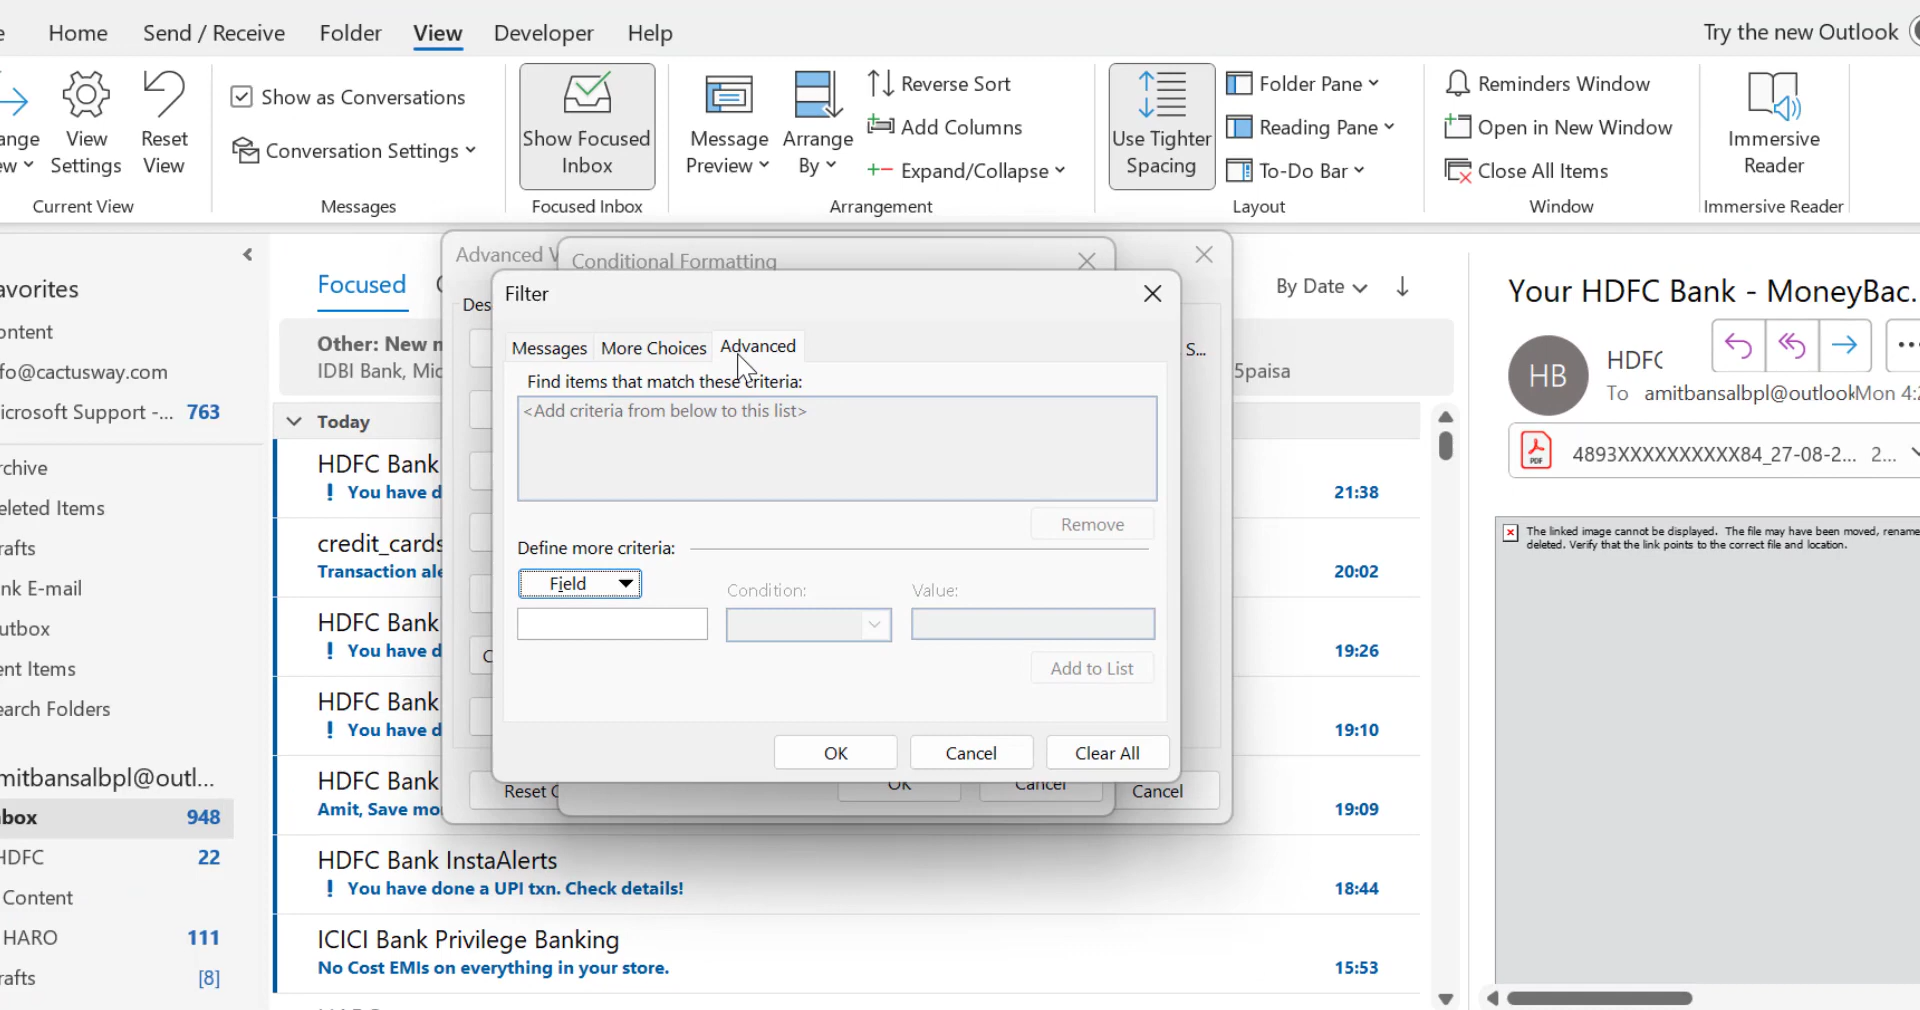 e Home Send / Receive Folder View Developer Help Try the new Outlook
ange
ew
View
Settings
Reset
View
Current View
Show as Conversations
Conversation Settings
Messages
Show Focused
Inbox
Focused Inbox
Message
Preview
Arrange
By
Reverse Sort
Add Columns
Expand/Collapse
Arrangement
Use Tighter
Spacing
Folder Pane
Reading Pane
To-Do Bar
Layout
Reminders Window
Open in New Window
Close All Items
Window
Immersive
Reader
Immersive Reader
avorites
ontent
fo@cactusway.com
icrosoft Support -... 763
rchive
eleted Items
rafts
nk E-mail
utbox
ent Items
earch Folders
mitbansalbpl@outl...
box 948
HDFC 22
Content
HARO 111
rafts [8]
Focused
By Date
Other: New m
IDBI Bank, Mic
5paisa
Today
HDFC Bank
! You have d 21:38
credit_cards
Transaction ale 20:02
HDFC Bank
! You have d 19:26
HDFC Bank
! You have d 19:10
HDFC Bank
Amit, Save mo 19:09
HDFC Bank InstaAlerts
! You have done a UPI txn. Check details! 18:44
ICICI Bank Privilege Banking
No Cost EMIs on everything in your store. 15:53
Advanced V
Des
S...
C
Reset C
Cancel
Conditional Formatting
OK Cancel
Filter
Messages More Choices Advanced
Find items that match these criteria:
<Add criteria from below to this list>
Remove
Define more criteria:
Field Condition: Value:
Add to List
OK Cancel Clear All
Your HDFC Bank - MoneyBac...
HB
HDFC
To amitbansalbpl@outlook Mon 4:2
PDF
4893XXXXXXXXXX84_27-08-2... 2...
The linked image cannot be displayed. The file may have been moved, rename
deleted. Verify that the link points to the correct file and location.